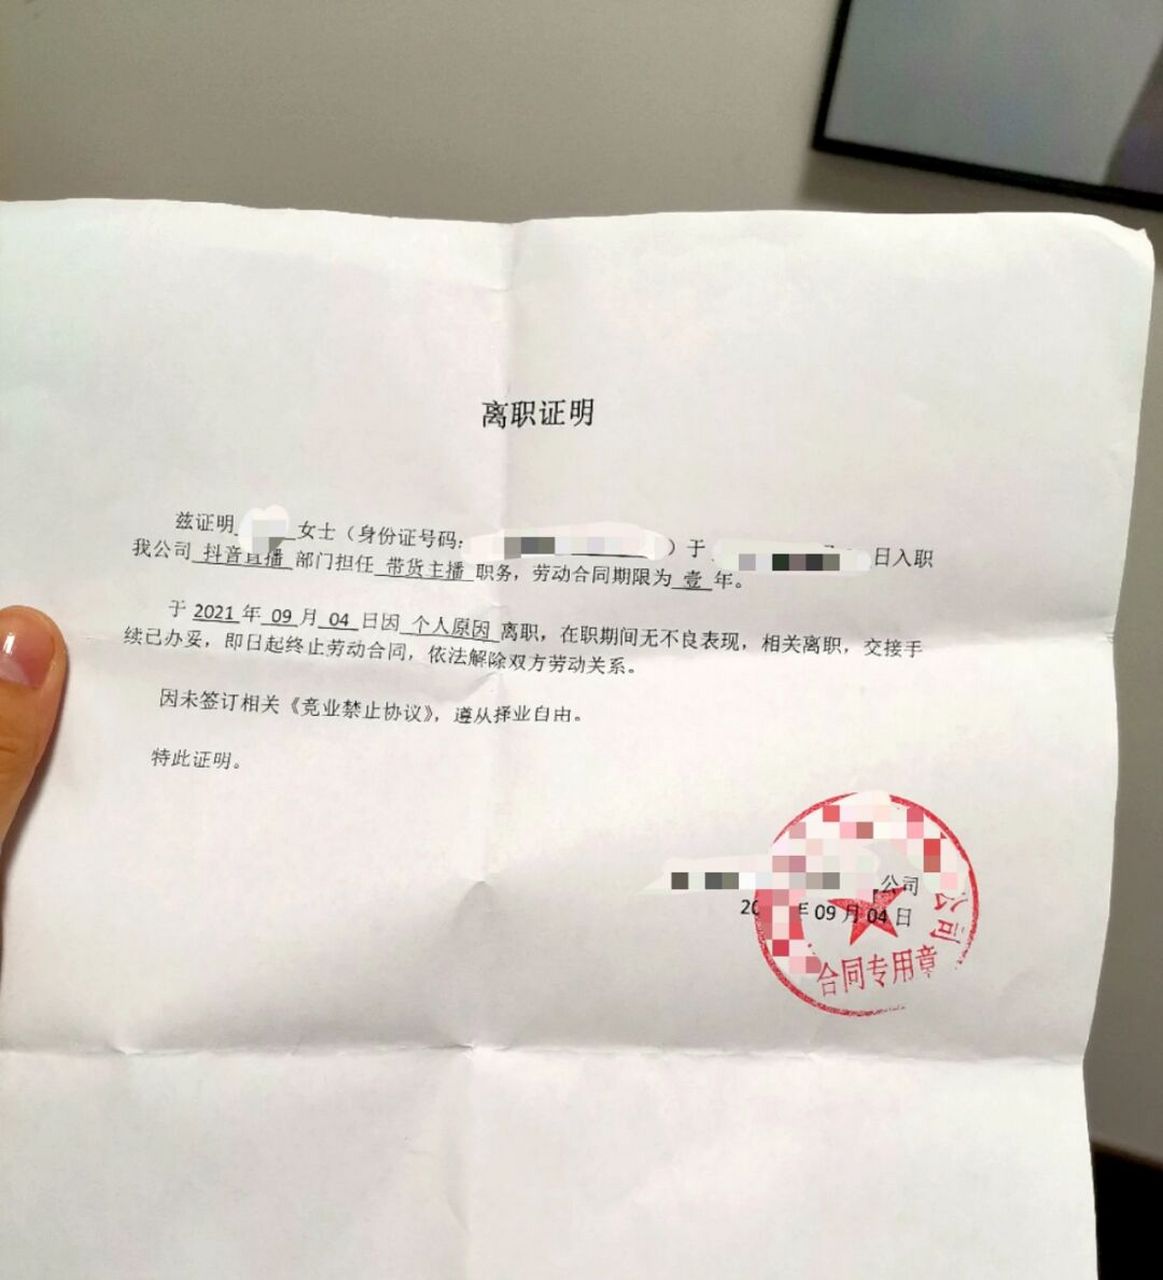 离职证明
兹证明 女士（身份证号码： ）于 日入职
我公司 抖音直播 部门担任 带货主播 职务，劳动合同期限为 壹 年。
于 2021 年 09 月 04 日因 个人原因 离职，在职期间无不良表现，相关离职，交接手
续已办妥，即日起终止劳动合同，依法解除双方劳动关系。
因未签订相关《竞业禁止协议》，遵从择业自由。
特此证明。
公司
20 年 09 月 04 日
公司
合同专用章